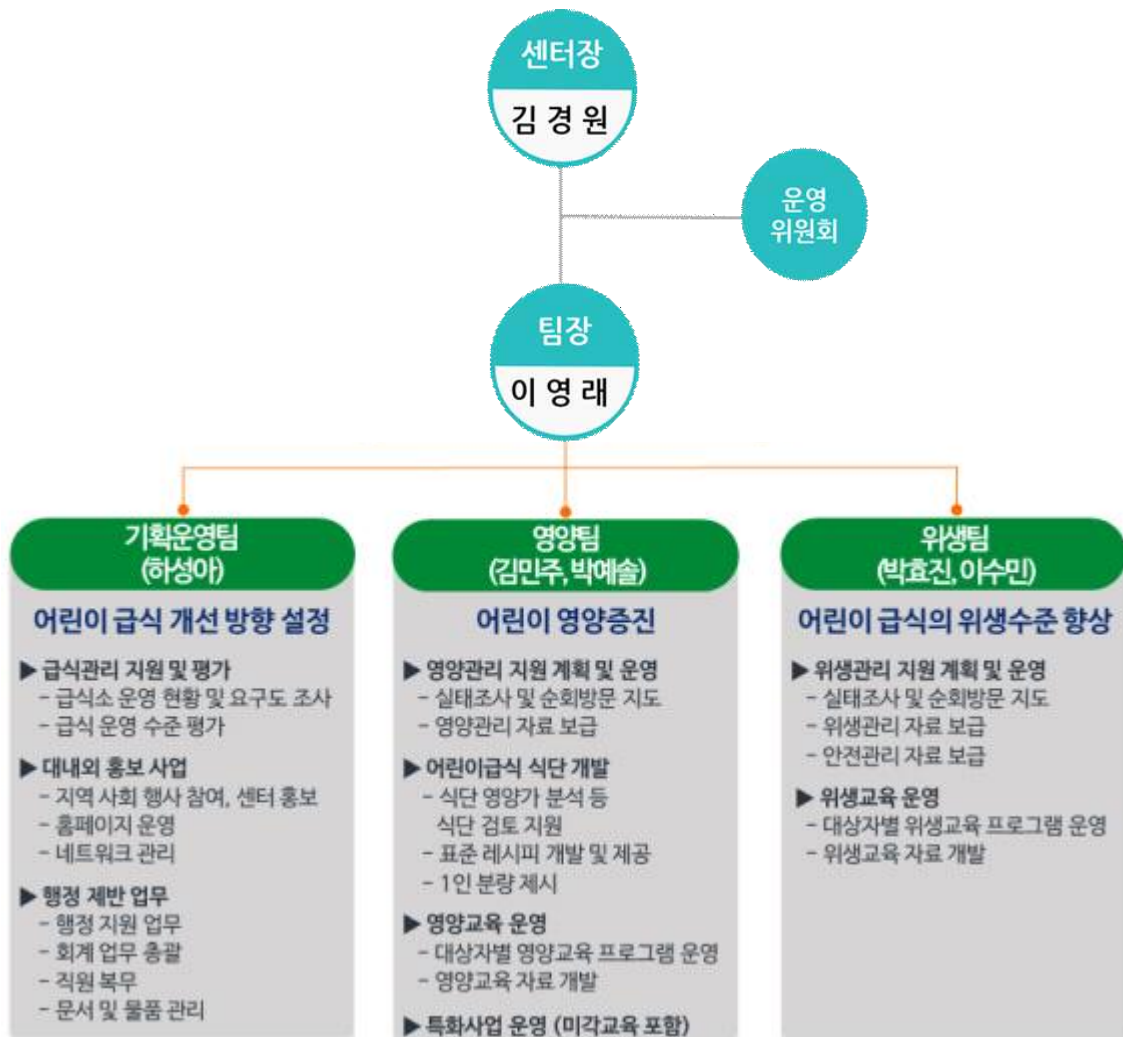 센터장
김경원
운영
위원회
팀장
이영래
기획운영팀
(하성아)
어린이 급식 개선 방향 설정
▶ 급식관리 지원 및 평가
- 급식소 운영 현황 및 요구도 조사
- 급식 운영 수준 평가
▶ 대내외 홍보 사업
- 지역 사회 행사 참여, 센터 홍보
- 홈페이지 운영
- 네트워크 관리
▶ 행정 제반 업무
- 행정 지원 업무
- 회계 업무 총괄
- 직원 복무
- 문서 및 물품 관리
영양팀
(김민주, 박예솔)
어린이 영양증진
▶ 영양관리 지원 계획 및 운영
- 실태조사 및 순회방문 지도
- 영양관리 자료 보급
▶ 어린이급식 식단 개발
- 식단 영양가 분석 등
식단 검토 지원
- 표준 레시피 개발 및 제공
- 1인 분량 제시
▶ 영양교육 운영
- 대상자별 영양교육 프로그램 운영
- 영양교육 자료 개발
▶ 특화사업 운영 (미각교육 포함)
위생팀
(박효진, 이수민)
어린이 급식의 위생수준 향상
▶ 위생관리 지원 계획 및 운영
- 실태조사 및 순회방문 지도
- 위생관리 자료 보급
- 안전관리 자료 보급
▶ 위생교육 운영
- 대상자별 위생교육 프로그램 운영
- 위생교육 자료 개발